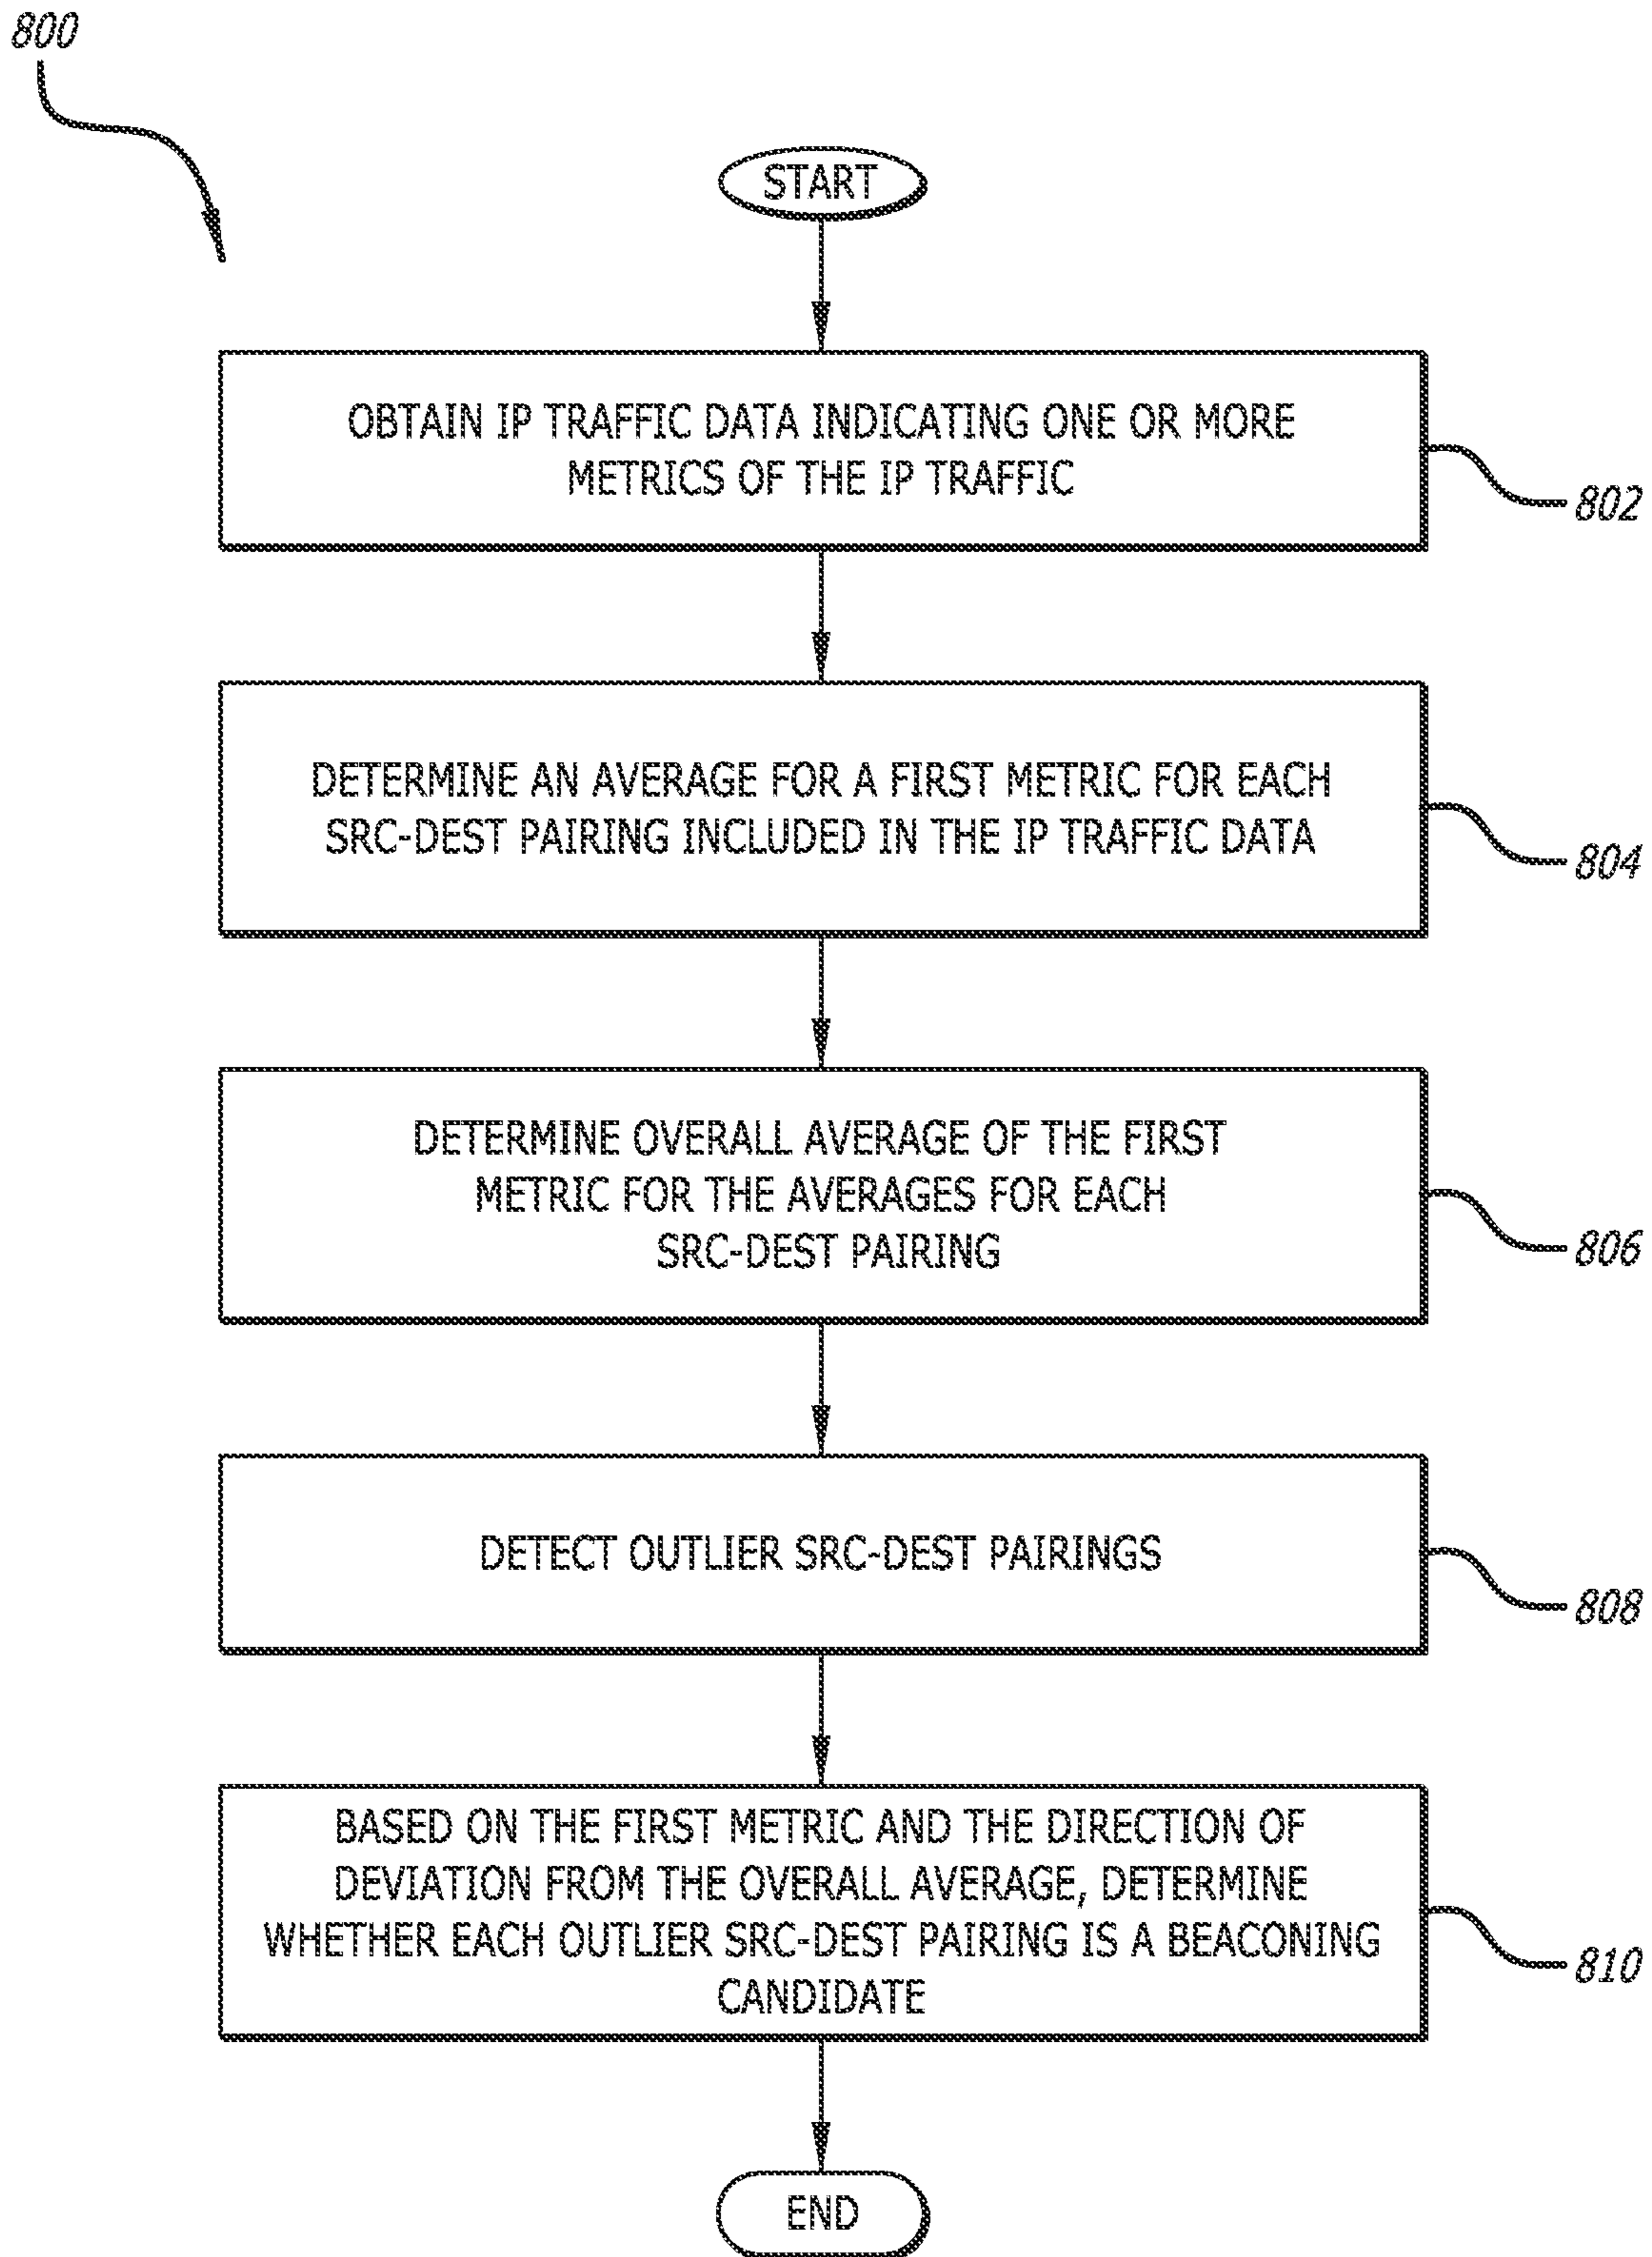 800
START
OBTAIN IP TRAFFIC DATA INDICATING ONE OR MORE
METRICS OF THE IP TRAFFIC
802
DETERMINE AN AVERAGE FOR A FIRST METRIC FOR EACH
SRC-DEST PAIRING INCLUDED IN THE IP TRAFFIC DATA
804
DETERMINE OVERALL AVERAGE OF THE FIRST
METRIC FOR THE AVERAGES FOR EACH
SRC-DEST PAIRING
806
DETECT OUTLIER SRC-DEST PAIRINGS
808
BASED ON THE FIRST METRIC AND THE DIRECTION OF
DEVIATION FROM THE OVERALL AVERAGE, DETERMINE
WHETHER EACH OUTLIER SRC-DEST PAIRING IS A BEACONING
CANDIDATE
810
END